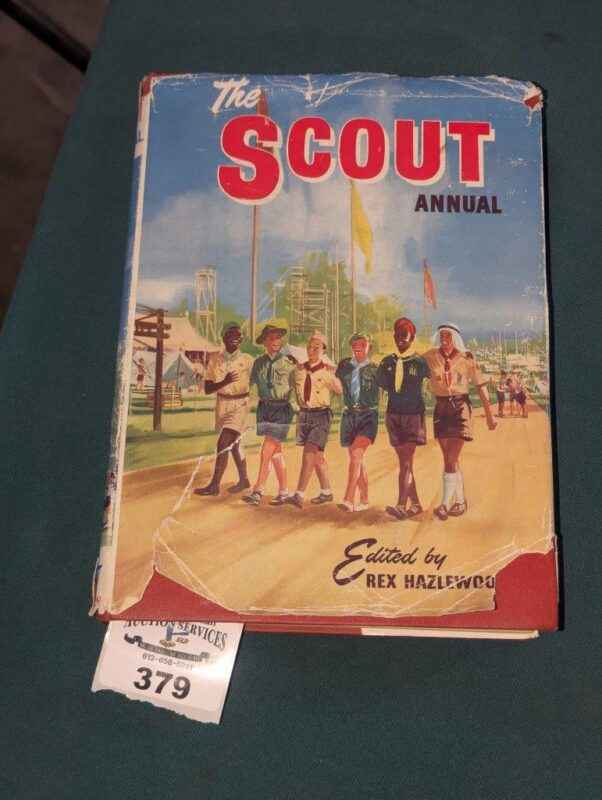 The
SCOUT
ANNUAL
Edited by
REX HAZLEWOO
AUCTION SERVICES
379